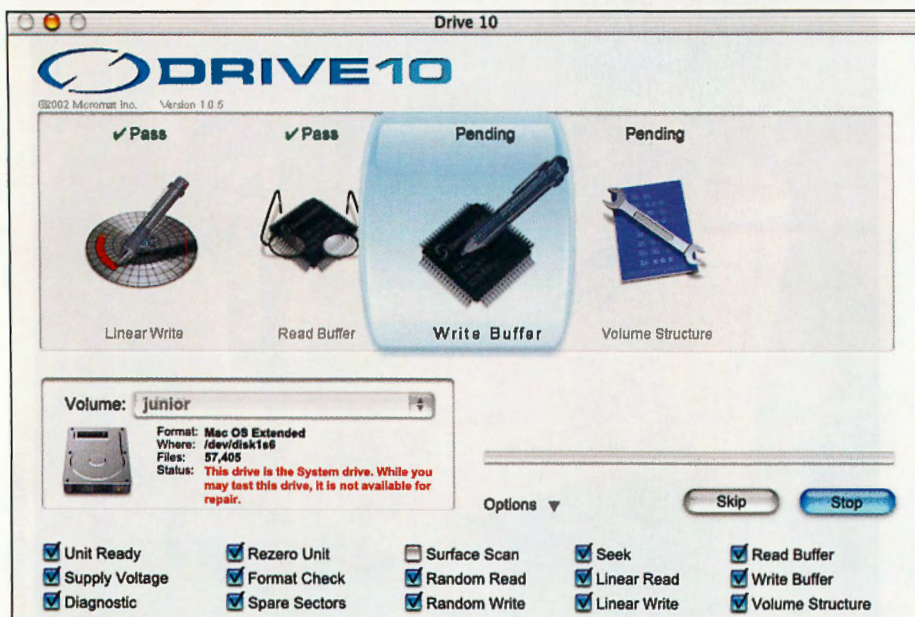 Drive 10
DRIVE10
©2002 Micromat Inc. Version 1.0.5
✔ Pass ✔ Pass Pending Pending
Linear Write Read Buffer Write Buffer Volume Structure
Volume: junior
Format: Mac OS Extended
Where: /dev/disk1s6
Files: 57,405
Status: This drive is the System drive. While you
may test this drive, it is not available for
repair.
Options ▼ Skip Stop
Unit Ready Rezero Unit Surface Scan Seek Read Buffer
Supply Voltage Format Check Random Read Linear Read Write Buffer
Diagnostic Spare Sectors Random Write Linear Write Volume Structure